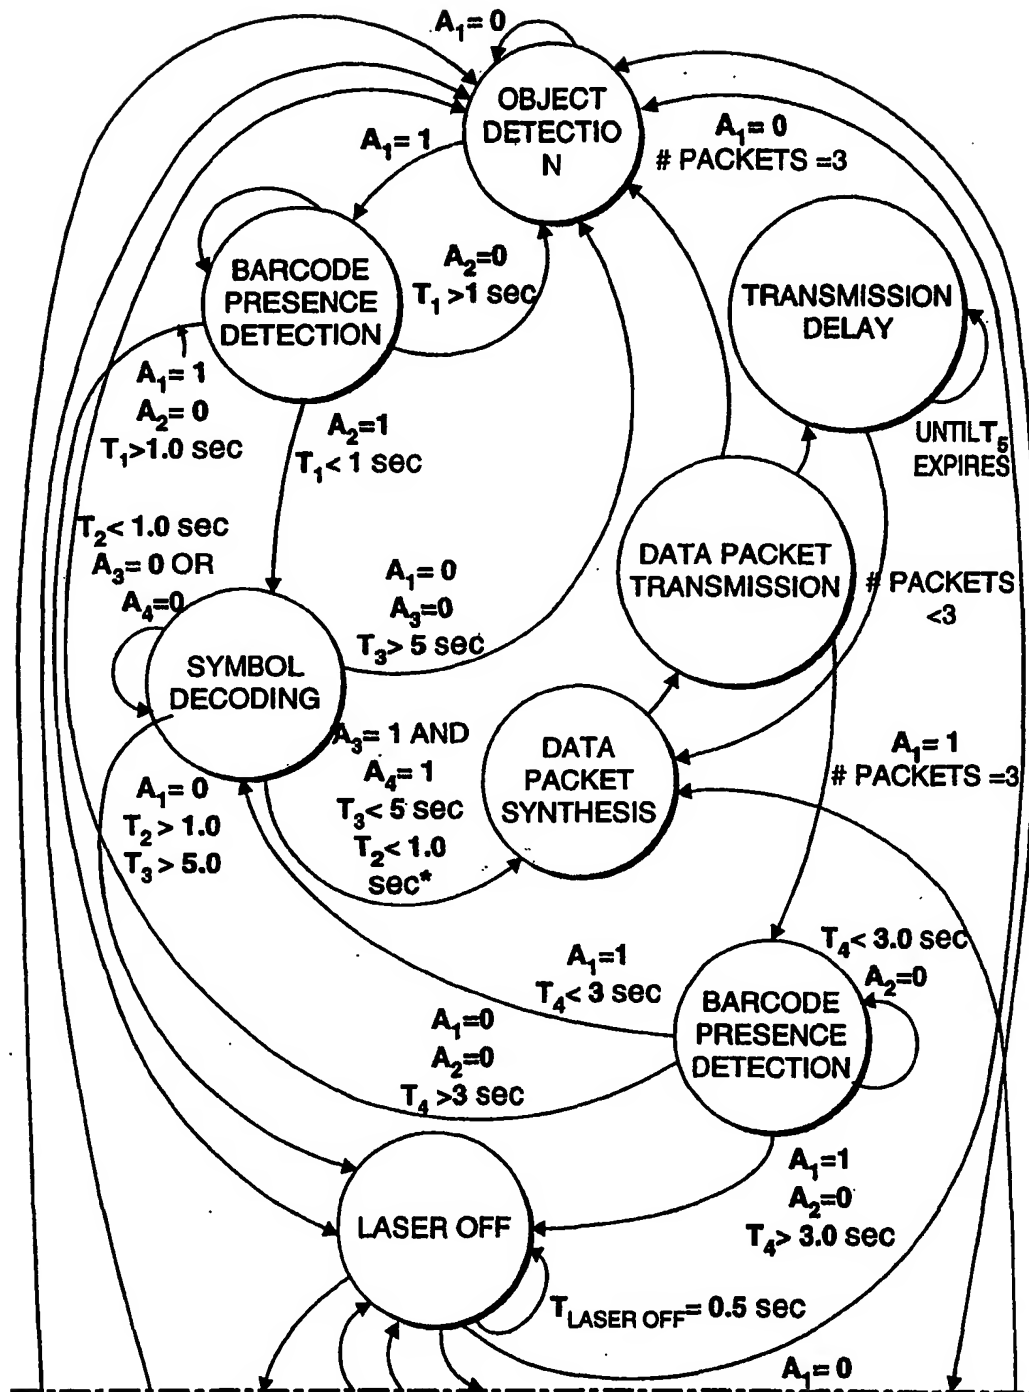 A₁= 0
OBJECT
DETECTIO
N
A₁= 1
A₁= 0
# PACKETS =3
BARCODE
PRESENCE
DETECTION
A₂=0
T₁ >1 sec
TRANSMISSION
DELAY
A₁= 1
A₂= 0
T₁>1.0 sec
A₂=1
T₁< 1 sec
UNTILT₅
EXPIRES
T₂< 1.0 sec
A₃= 0 OR
A₄=0
A₁= 0
A₃=0
T₃> 5 sec
DATA PACKET
TRANSMISSION
# PACKETS
<3
SYMBOL
DECODING
A₃= 1 AND
A₄= 1
T₃< 5 sec
T₂< 1.0
sec*
DATA
PACKET
SYNTHESIS
A₁= 1
# PACKETS =3
A₁= 0
T₂ > 1.0
T₃ > 5.0
A₁=1
T₄< 3 sec
T₄< 3.0 sec
A₂=0
BARCODE
PRESENCE
DETECTION
A₁=0
A₂=0
T₄ >3 sec
A₁=1
A₂=0
T₄> 3.0 sec
LASER OFF
T LASER OFF= 0.5 sec
A₁= 0